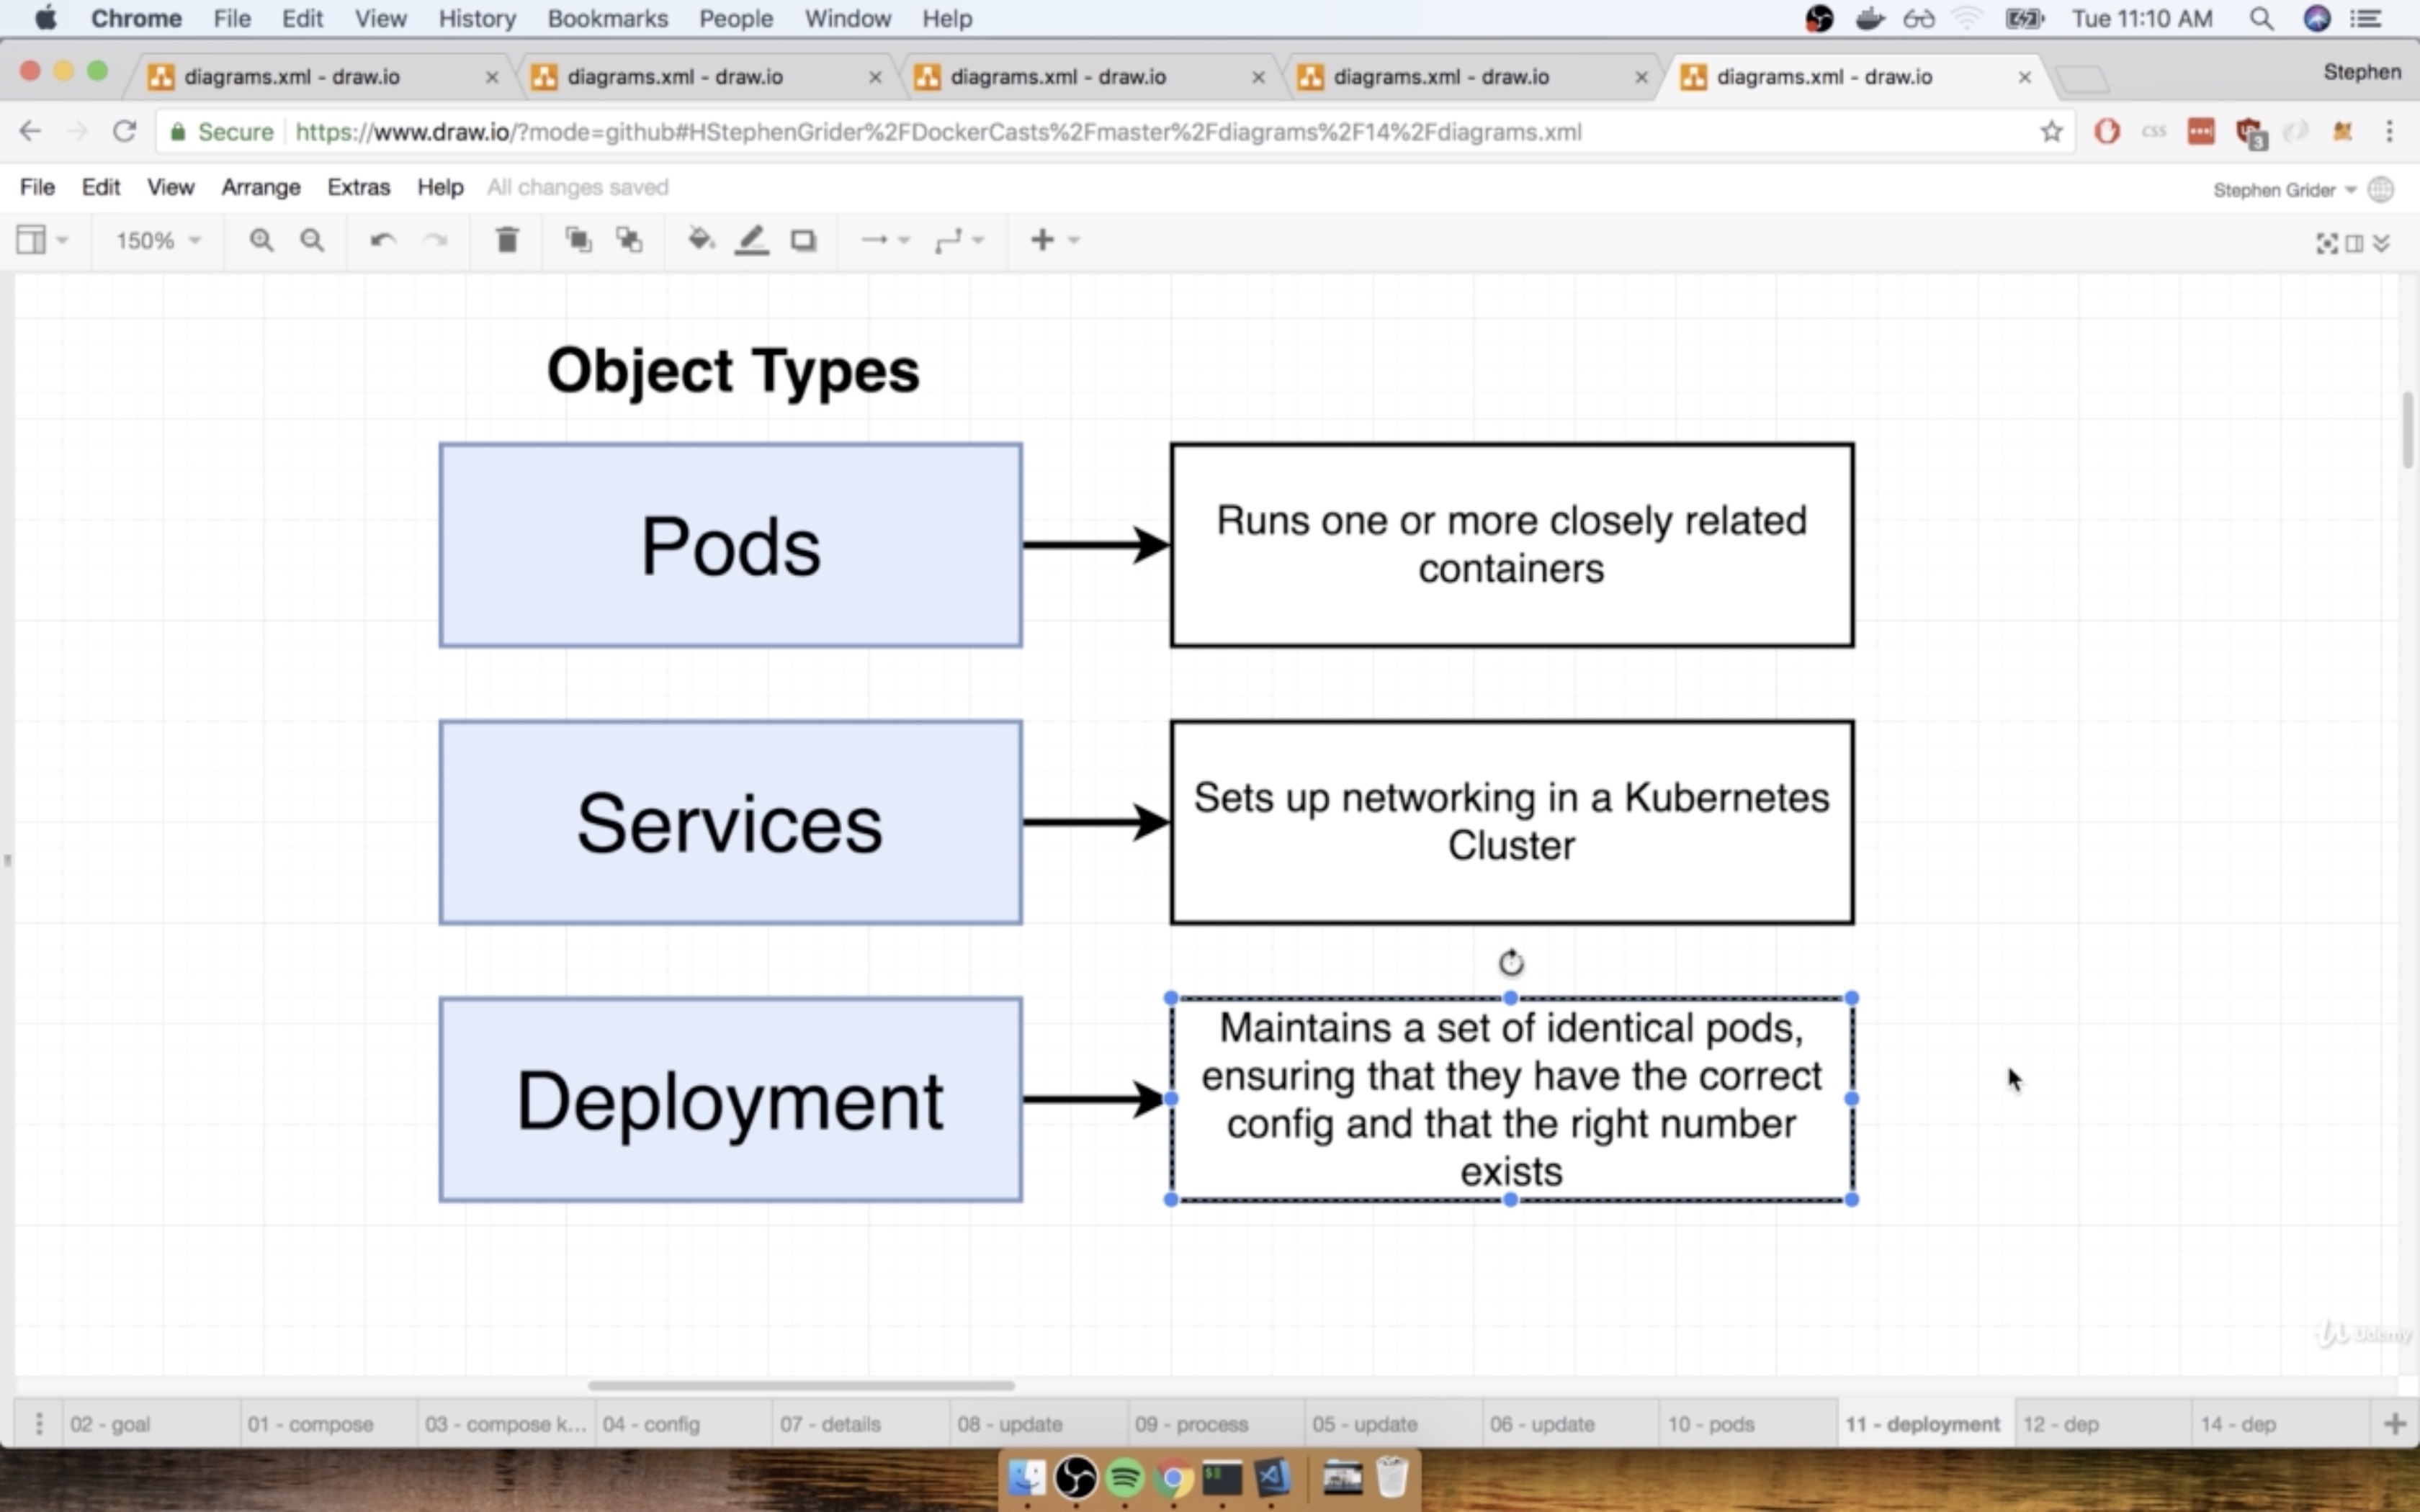 Chrome File Edit View History Bookmarks People Window Help Tue 11:10 AM
diagrams.xml - draw.io diagrams.xml - draw.io diagrams.xml - draw.io diagrams.xml - draw.io diagrams.xml - draw.io Stephen
Secure https://www.draw.io/?mode=github#HStephenGrider%2FDockerCasts%2Fmaster%2Fdiagrams%2F14%2Fdiagrams.xml css 3
File Edit View Arrange Extras Help All changes saved Stephen Grider
150%
Object Types
Pods
Runs one or more closely related
containers
Services
Sets up networking in a Kubernetes
Cluster
Deployment
Maintains a set of identical pods,
ensuring that they have the correct
config and that the right number
exists
Udemy
02 - goal 01 - compose 03 - compose k... 04 - config 07 - details 08 - update 09 - process 05 - update 06 - update 10 - pods 11 - deployment 12 - dep 14 - dep